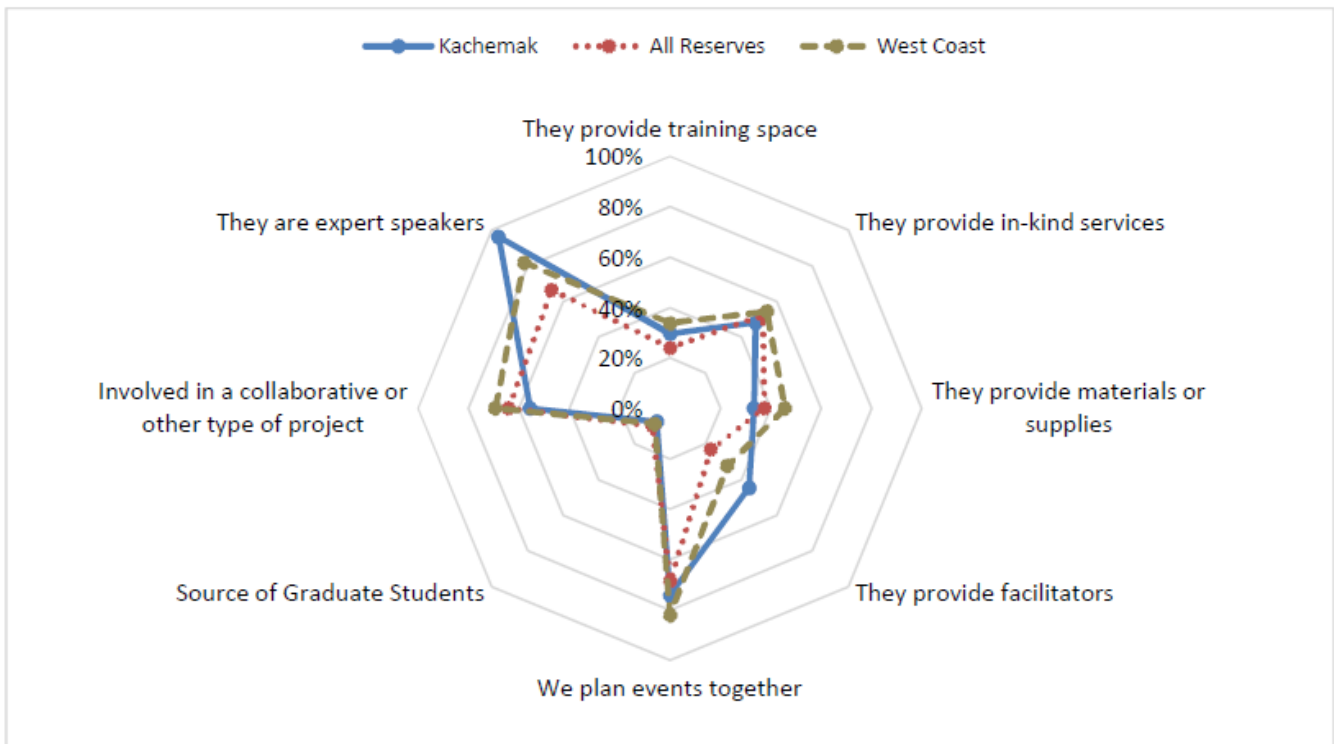 Kachemak All Reserves West Coast
They provide training space
100%
They are expert speakers
80%
They provide in-kind services
60%
40%
20%
Involved in a collaborative or
other type of project
0%
They provide materials or
supplies
Source of Graduate Students
They provide facilitators
We plan events together